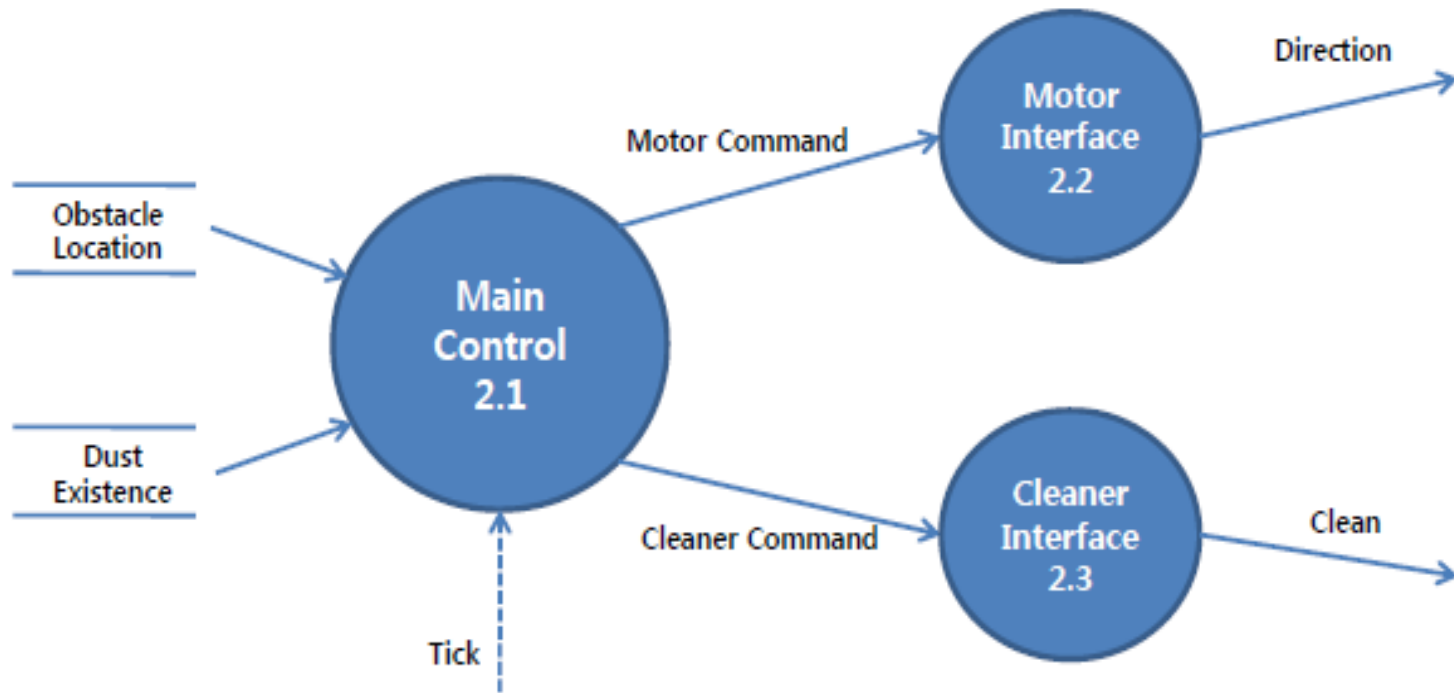 Direction
Motor
Interface
2.2
Motor Command
Obstacle
Location
Main
Control
2.1
Dust
Existence
Cleaner
Interface
2.3
Cleaner Command
Clean
Tick